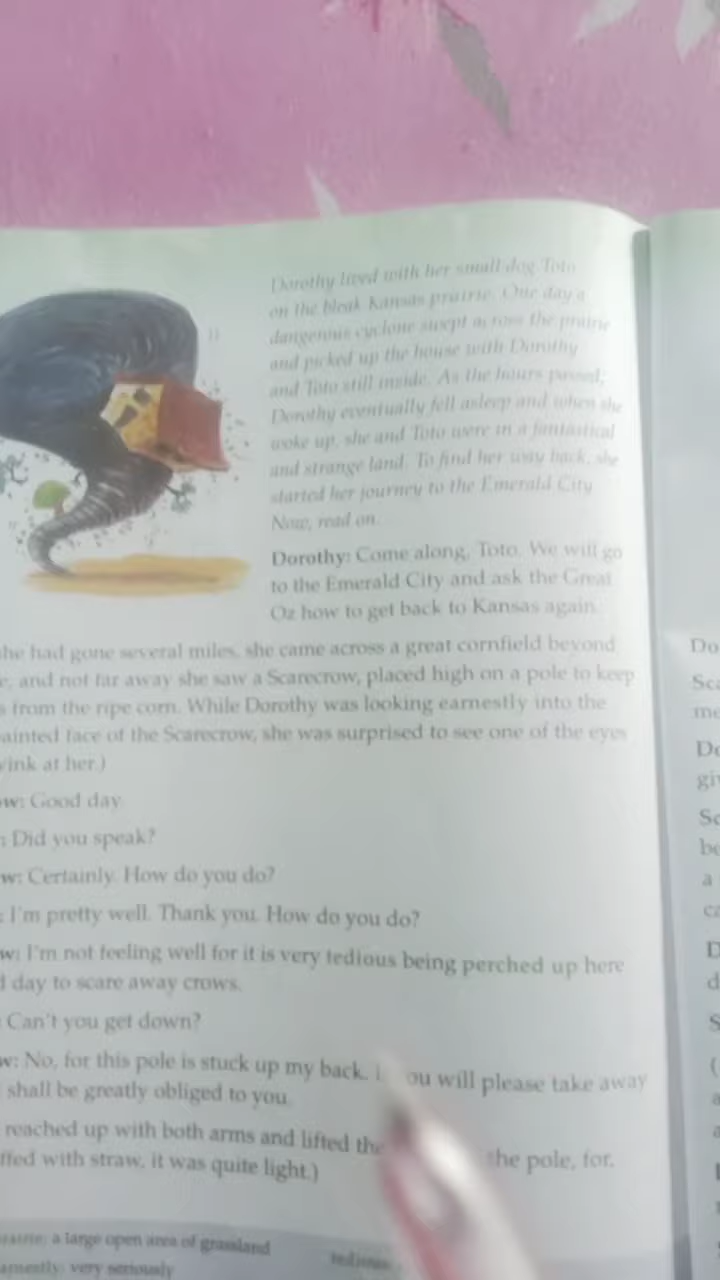 Dorothy lived with her small dog Toto
on the bleak Kansas prairie. One day a
dangerous cyclone swept across the prairie
and picked up the house with Dorothy
and Toto still inside. As the hours passed,
Dorothy eventually fell asleep and when she
woke up, she and Toto were in a fantastical
and strange land. To find her way back, she
started her journey to the Emerald City
Now, read on.
Dorothy: Come along, Toto. We will go
to the Emerald City and ask the Great
Oz how to get back to Kansas again.
he had gone several miles, she came across a great cornfield beyond
e, and not far away she saw a Scarecrow, placed high on a pole to keep
s from the ripe corn. While Dorothy was looking earnestly into the
ainted face of the Scarecrow, she was surprised to see one of the eyes
wink at her.)
w: Good day.
: Did you speak?
w: Certainly. How do you do?
: I'm pretty well. Thank you. How do you do?
w: I'm not feeling well for it is very tedious being perched up here
d day to scare away crows.
: Can't you get down?
w: No, for this pole is stuck up my back. ou will please take away
shall be greatly obliged to you.
reached up with both arms and lifted the the pole, for,
ffed with straw, it was quite light.)
a large open area of grassland
very seriously
Do
Sca
me
Do
giv
Sc
be
a
ca
D
d
S
(
a
a